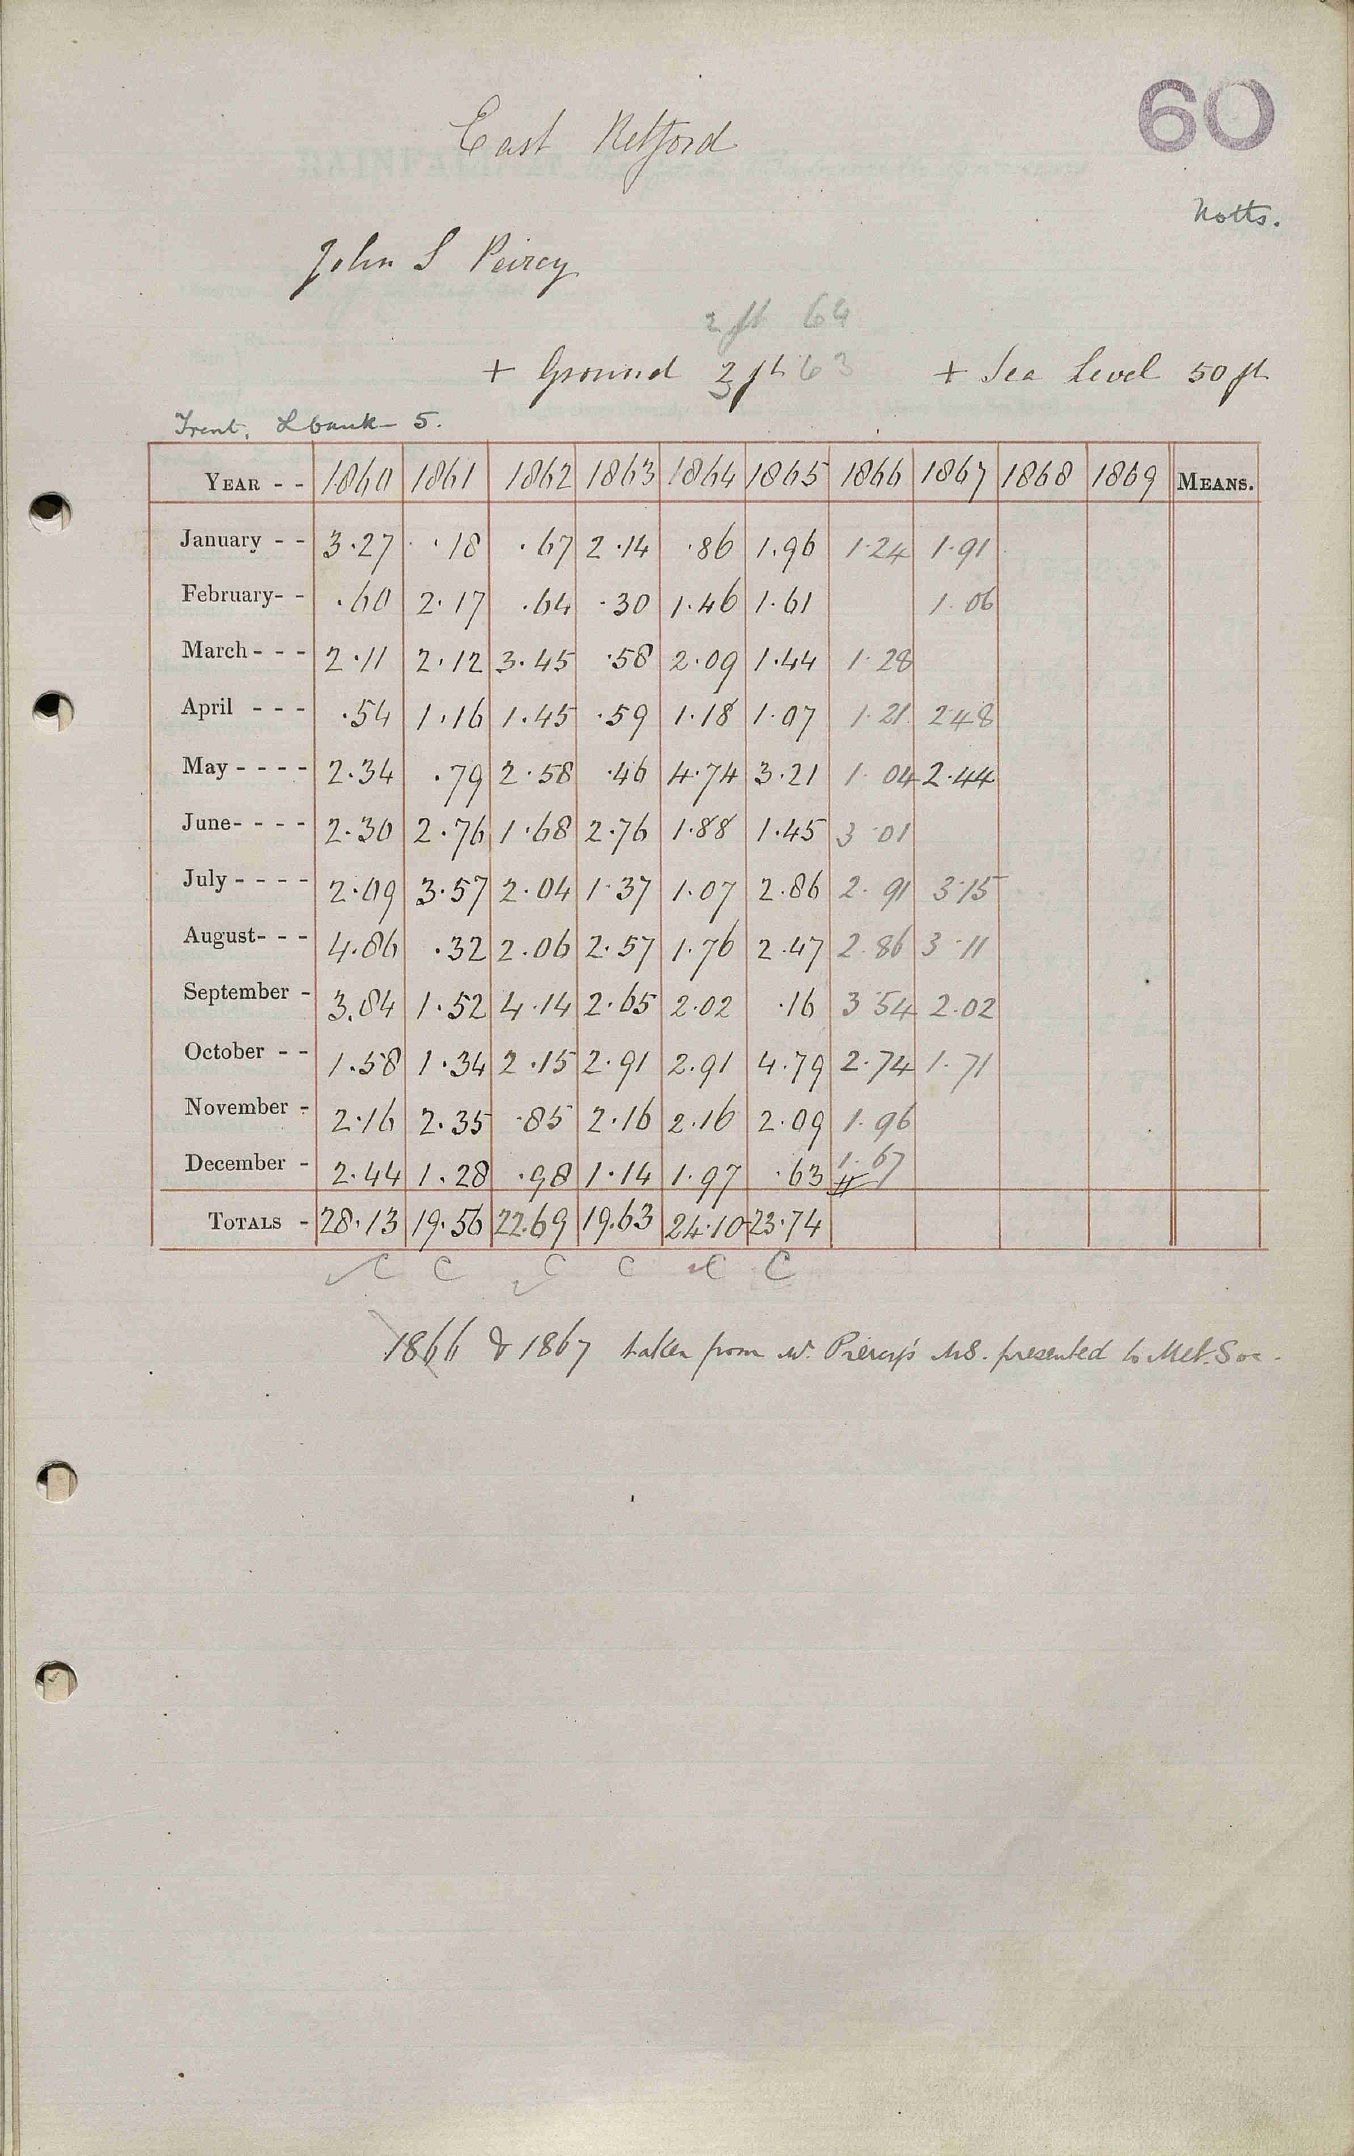 60
East Retford
Notts.
John S Peircy
2 ft 64
+ Ground 3 ft 63 + Sea Level 50 ft
Trent, L bank - 5.
YEAR - - 1860 1861 1862 1863 1864 1865 1866 1867 1868 1869 MEANS.
January - - 3.27 .18 .67 2.14 .86 1.96 1.24 1.91
February- - .60 2.17 .64 .30 1.46 1.61 1.06
March - - - 2.11 2.12 3.45 .58 2.09 1.44 1.28
April - - - .54 1.16 1.45 .59 1.18 1.07 1.21 2.48
May - - - - 2.34 .79 2.58 .46 4.74 3.21 1.04 2.44
June- - - - 2.30 2.76 1.68 2.76 1.88 1.45 3.01
July - - - - 2.09 3.57 2.04 1.37 1.07 2.86 2.91 3.15
August- - - 4.86 .32 2.06 2.57 1.76 2.47 2.86 3.11
September - 3.84 1.52 4.14 2.65 2.02 .16 3.54 2.02
October - - 1.58 1.34 2.15 2.91 2.91 4.79 2.74 1.71
November - 2.16 2.35 .85 2.16 2.16 2.09 1.96
December - 2.44 1.28 .98 1.14 1.97 .63 1.67
TOTALS - 28.13 19.56 22.69 19.63 24.10 23.74
C C C C C C
1866 & 1867 taken from Mr. Piercy's MS. presented to Met. Soc.